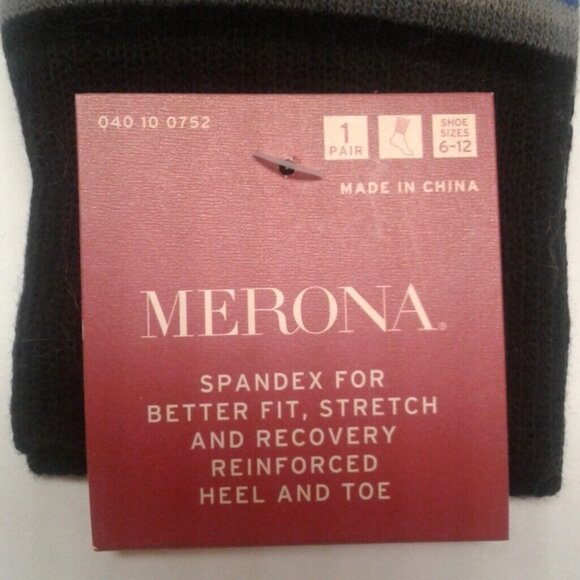 040 10 0752
1
PAIR
SHOE
SIZES
6-12
MADE IN CHINA
MERONA®
SPANDEX FOR
BETTER FIT, STRETCH
AND RECOVERY
REINFORCED
HEEL AND TOE